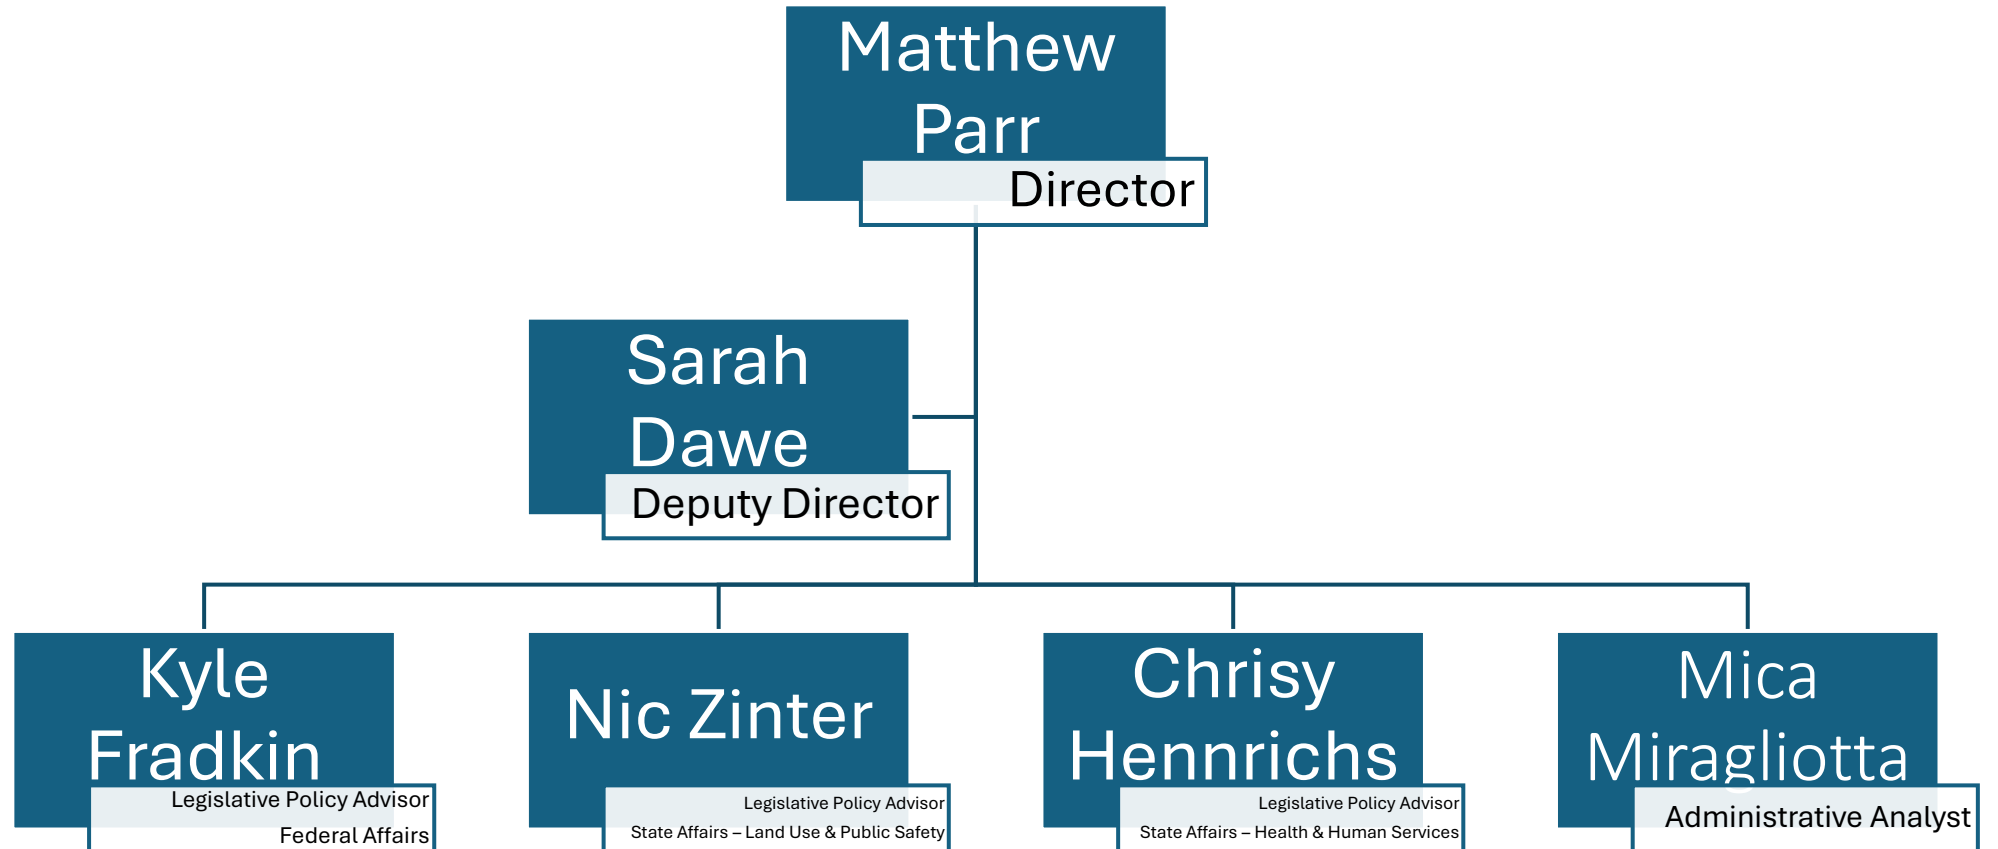 Matthew
Parr
Director
Sarah
Dawe
Deputy Director
Kyle
Fradkin
Legislative Policy Advisor
Federal Affairs
Nic Zinter
Legislative Policy Advisor
State Affairs – Land Use & Public Safety
Chrisy
Hennrichs
Legislative Policy Advisor
State Affairs – Health & Human Services
Mica
Miragliotta
Administrative Analyst